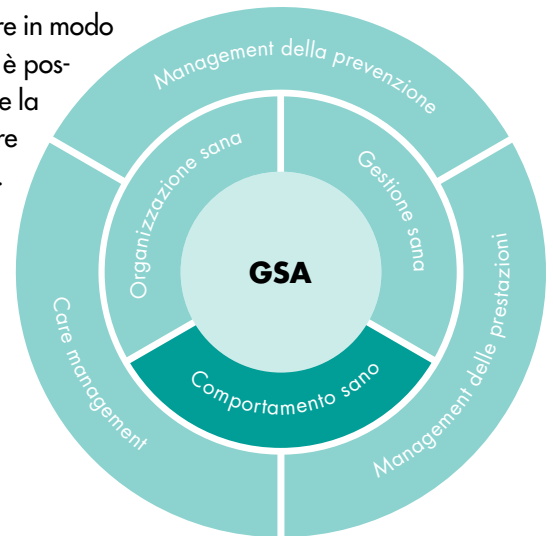 re in modo
è pos-
e la
re
.
Management della prevenzione
Organizzazione sana
Gestione sana
GSA
Comportamento sano
Care management
Management delle prestazioni